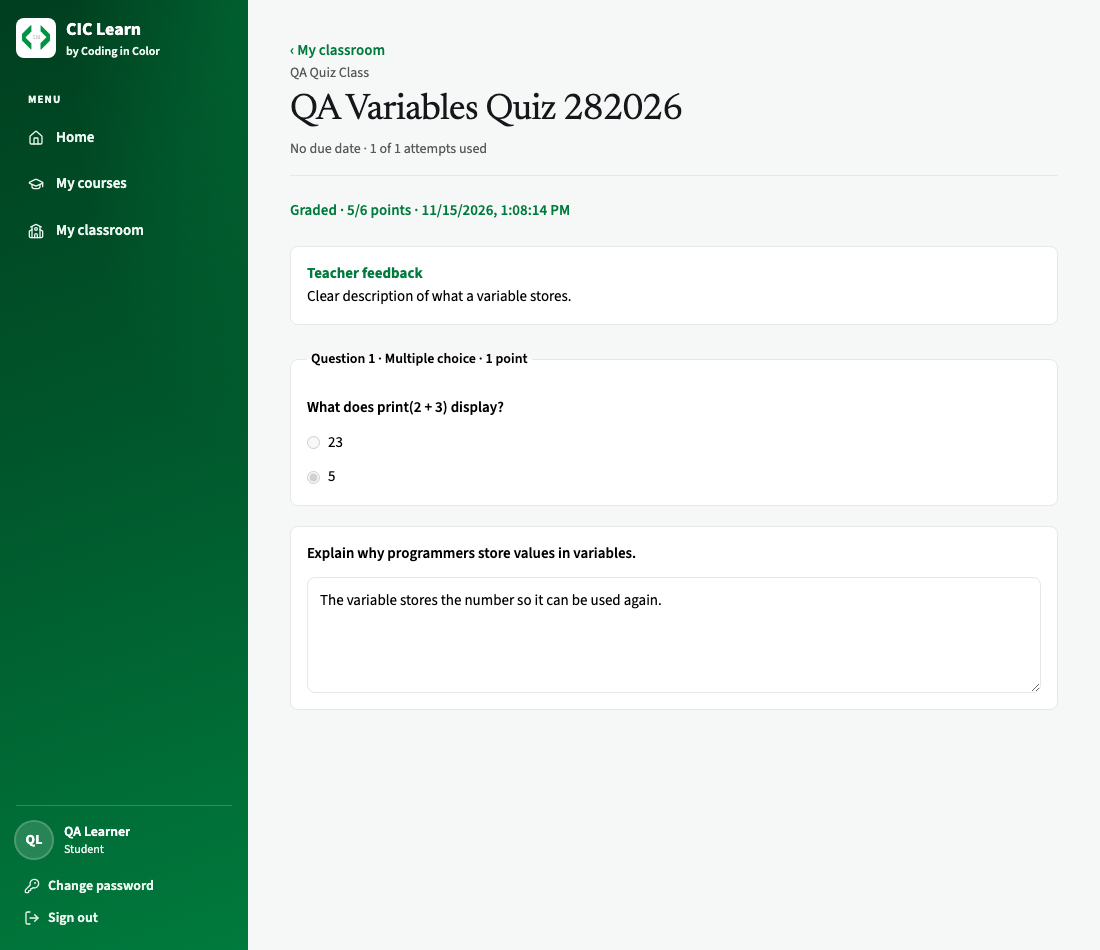 CIC Learn
by Coding in Color
MENU
Home
My courses
My classroom
QL
QA Learner
Student
Change password
Sign out
‹ My classroom
QA Quiz Class
QA Variables Quiz 282026
No due date · 1 of 1 attempts used
Graded · 5/6 points · 11/15/2026, 1:08:14 PM
Teacher feedback
Clear description of what a variable stores.
Question 1 · Multiple choice · 1 point
What does print(2 + 3) display?
23
5
Explain why programmers store values in variables.
The variable stores the number so it can be used again.